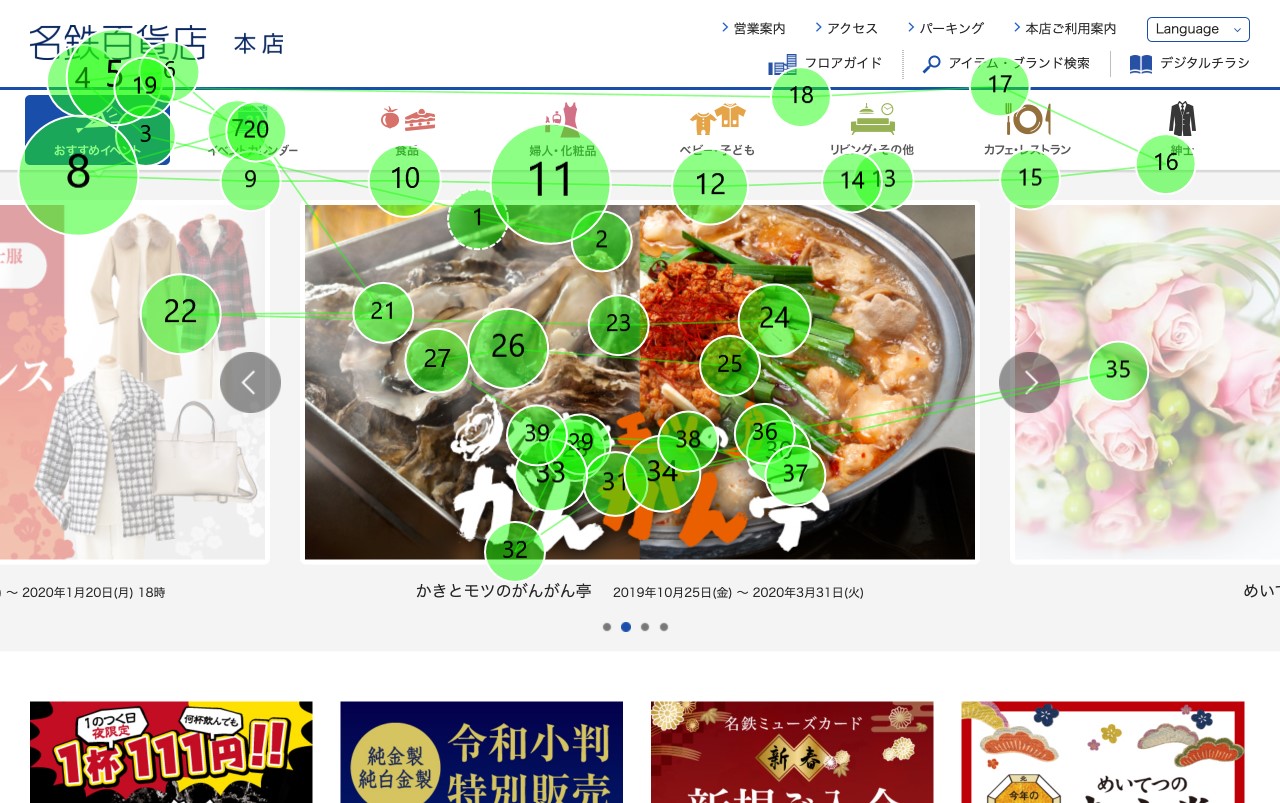 名鉄百貨店 本店
営業案内
アクセス
パーキング
本店ご利用案内
Language
フロアガイド
アイテム・ブランド検索
デジタルチラシ
おすすめイベント
イベントカレンダー
食品
婦人・化粧品
ベビー・子ども
リビング・その他
カフェ・レストラン
紳士
1
2
3
4
5
6
7
8
9
10
11
12
13
14
15
16
17
18
19
20
21
22
23
24
25
26
27
29
31
32
33
34
35
36
37
38
39
士服
ンス
がん亭
〜 2020年1月20日(月) 18時
かきとモツのがんがん亭
2019年10月25日(金) 〜 2020年3月31日(火)
めいて
1のつく日
夜限定
何杯飲んでも
1杯111円!!
純金製
純白金製
令和小判
特別販売
名鉄ミューズカード
新春
新規ご入会
めいてつの
今年の